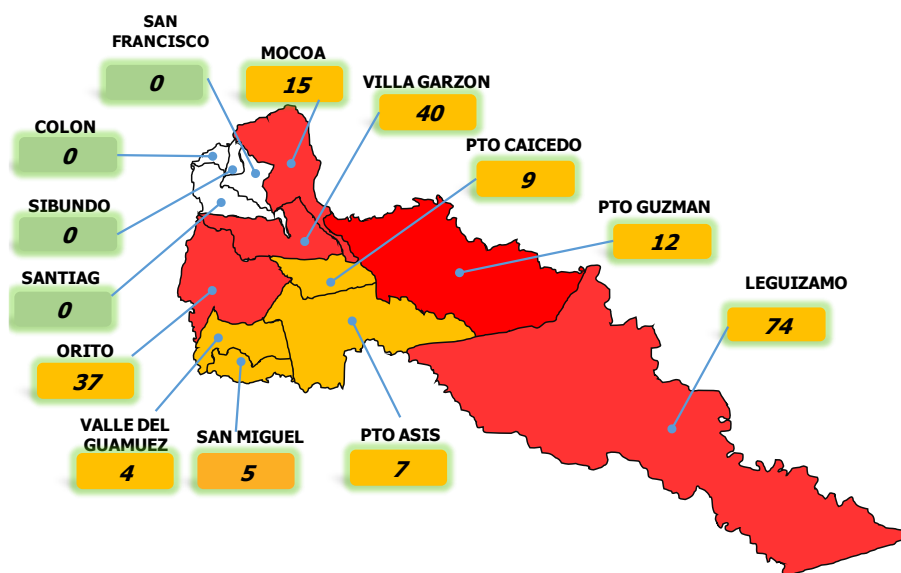 SAN
FRANCISCO
0
MOCOA
15
VILLA GARZON
40
COLON
0
PTO CAICEDO
9
SIBUNDO
0
PTO GUZMAN
12
SANTIAG
0
LEGUIZAMO
74
ORITO
37
VALLE DEL
GUAMUEZ
4
SAN MIGUEL
5
PTO ASIS
7